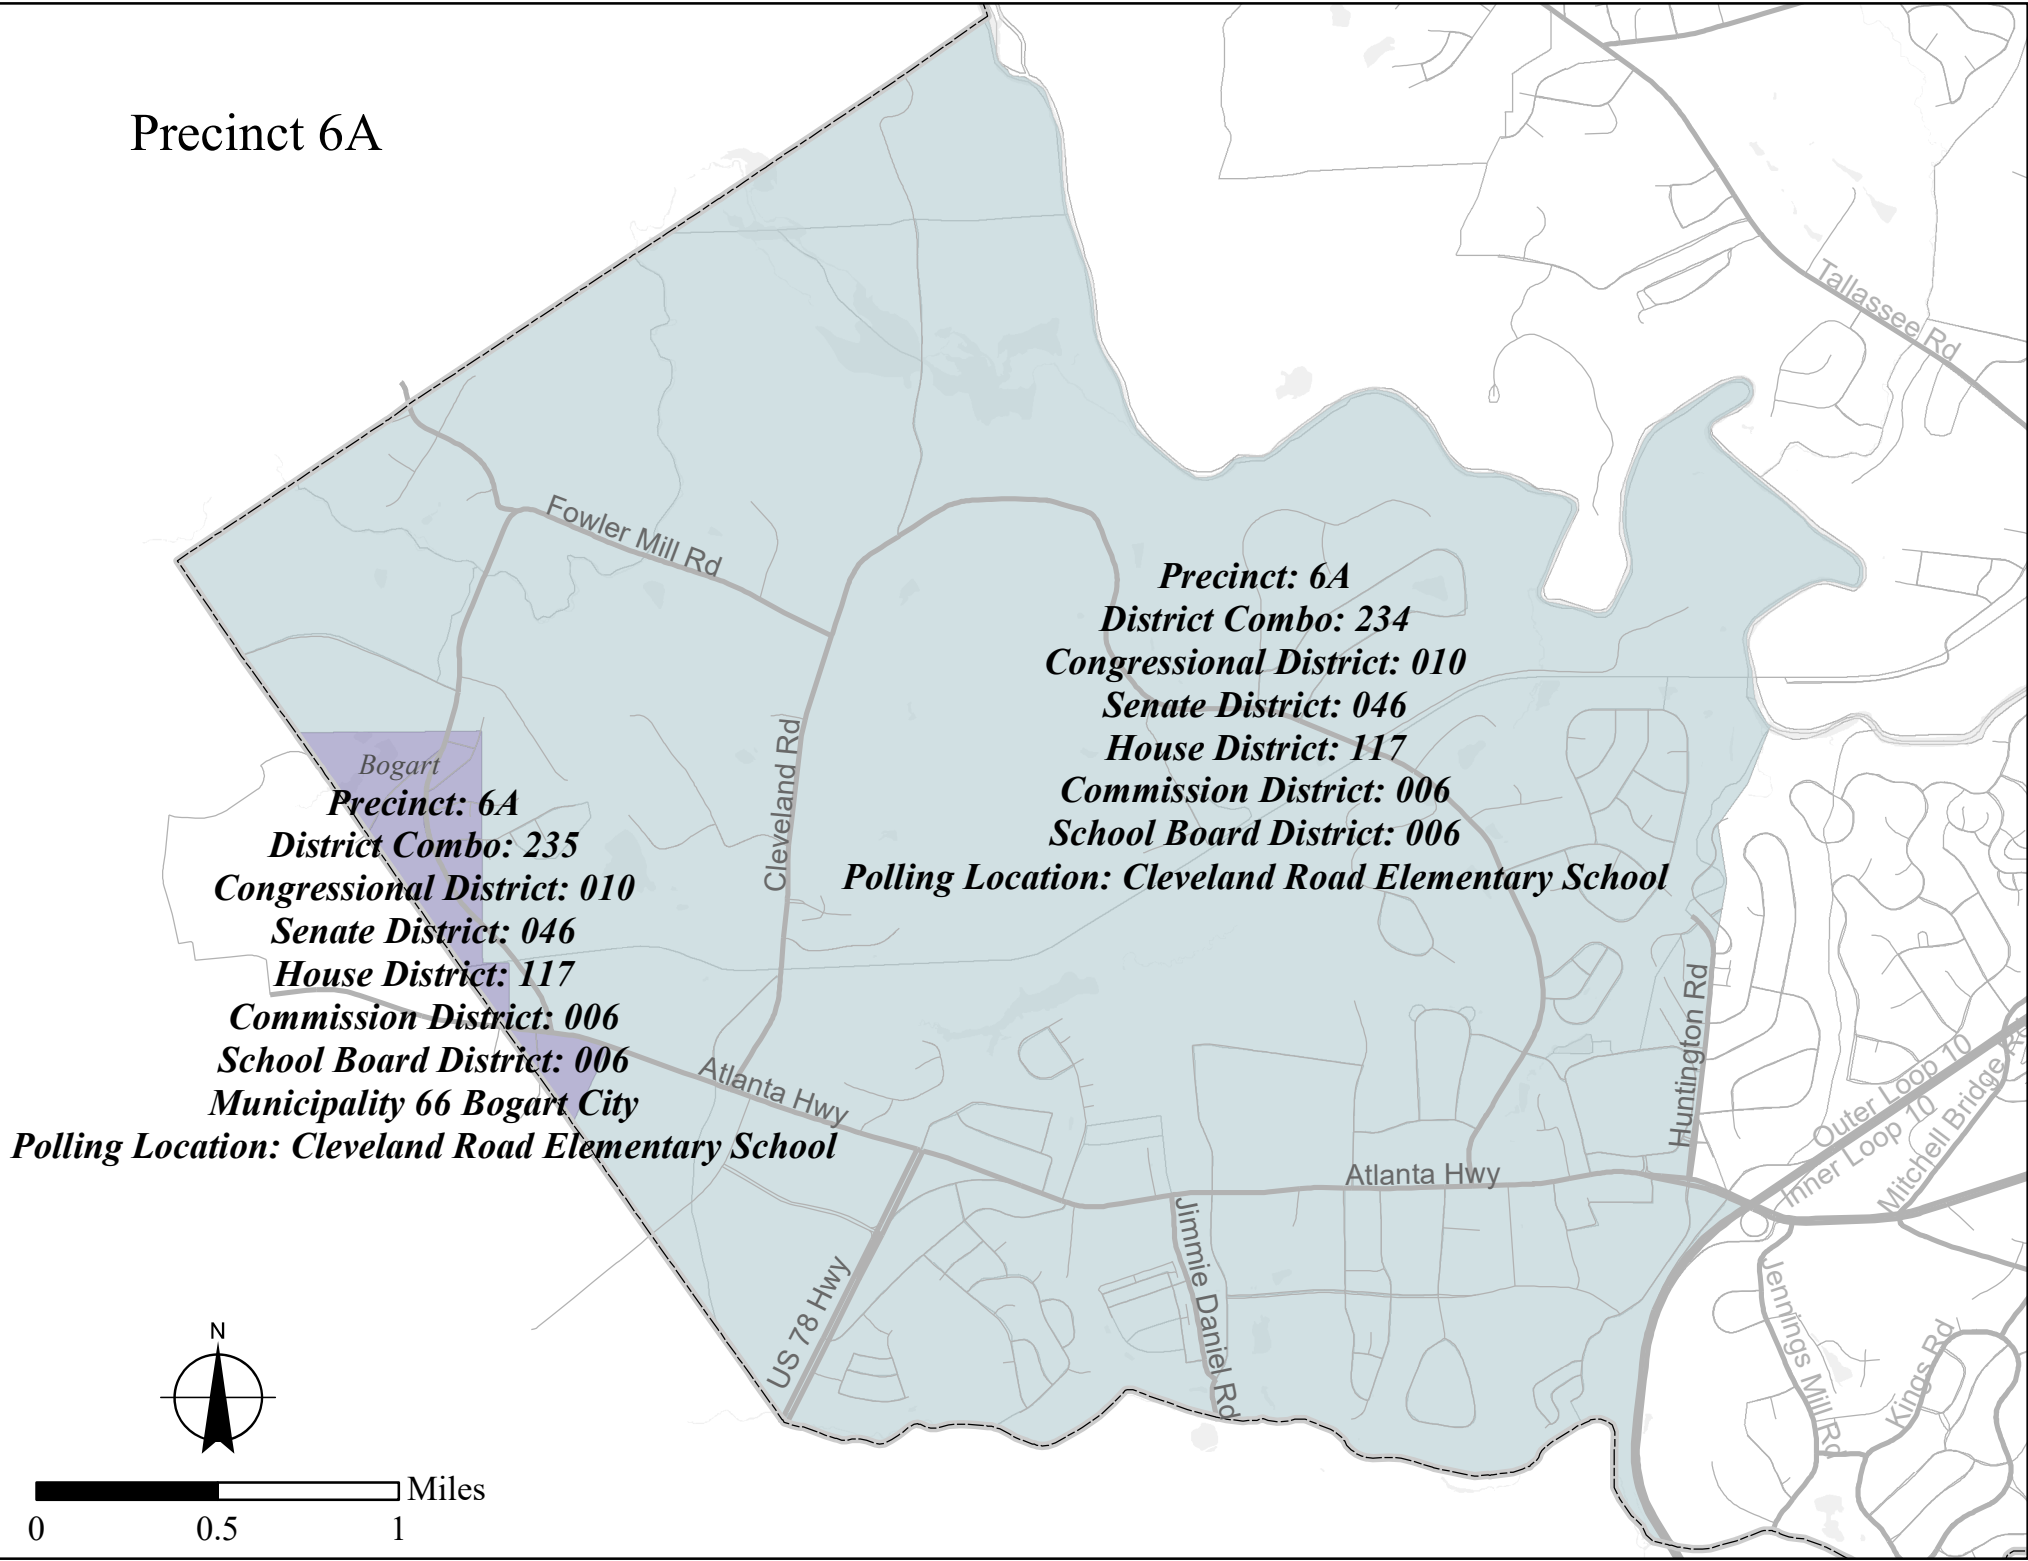 Precinct 6A
Tallassee Rd
Fowler Mill Rd
Precinct: 6A
District Combo: 234
Congressional District: 010
Senate District: 046
House District: 117
Commission District: 006
School Board District: 006
Polling Location: Cleveland Road Elementary School
Cleveland Rd
Bogart
Precinct: 6A
District Combo: 235
Congressional District: 010
Senate District: 046
House District: 117
Commission District: 006
School Board District: 006
Municipality 66 Bogart City
Polling Location: Cleveland Road Elementary School
Huntington Rd
Outer Loop 10
Inner Loop 10
Mitchell Bridge Rd
Atlanta Hwy
Atlanta Hwy
US 78 Hwy
Jimmie Daniel Rd
Jennings Mill Rd
Kings Rd
N
Miles
0 0.5 1